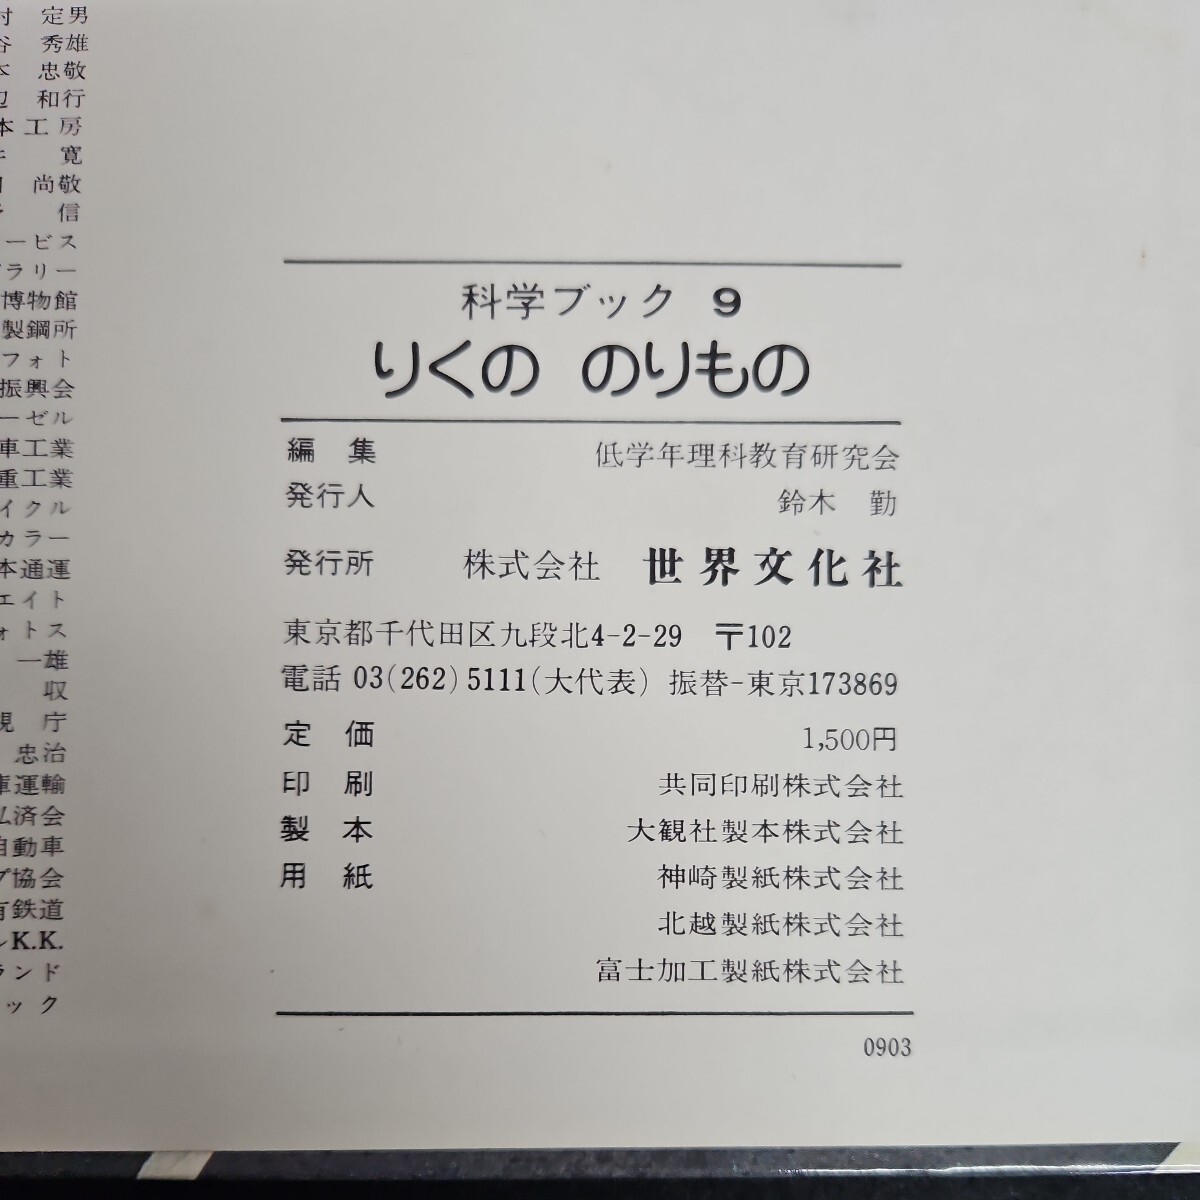 定男
秀雄
忠敬
和行
本工房
寛
尚敬
信
ービス
ラリー
博物館
製鋼所
フォト
振興会
ーゼル
車工業
重工業
イクル
カラー
本通運
エイト
ォトス
一雄
収
視庁
忠治
庫運輸
弘済会
自動車
プ協会
有鉄道
ルK.K.
ランド
ック
科学ブック 9
りくの のりもの
編集 低学年理科教育研究会
発行人 鈴木 勤
発行所 株式会社 世界文化社
東京都千代田区九段北4-2-29 〒102
電話 03(262)5111(大代表) 振替-東京173869
定価 1,500円
印刷 共同印刷株式会社
製本 大観社製本株式会社
用紙 神崎製紙株式会社
北越製紙株式会社
富士加工製紙株式会社
0903